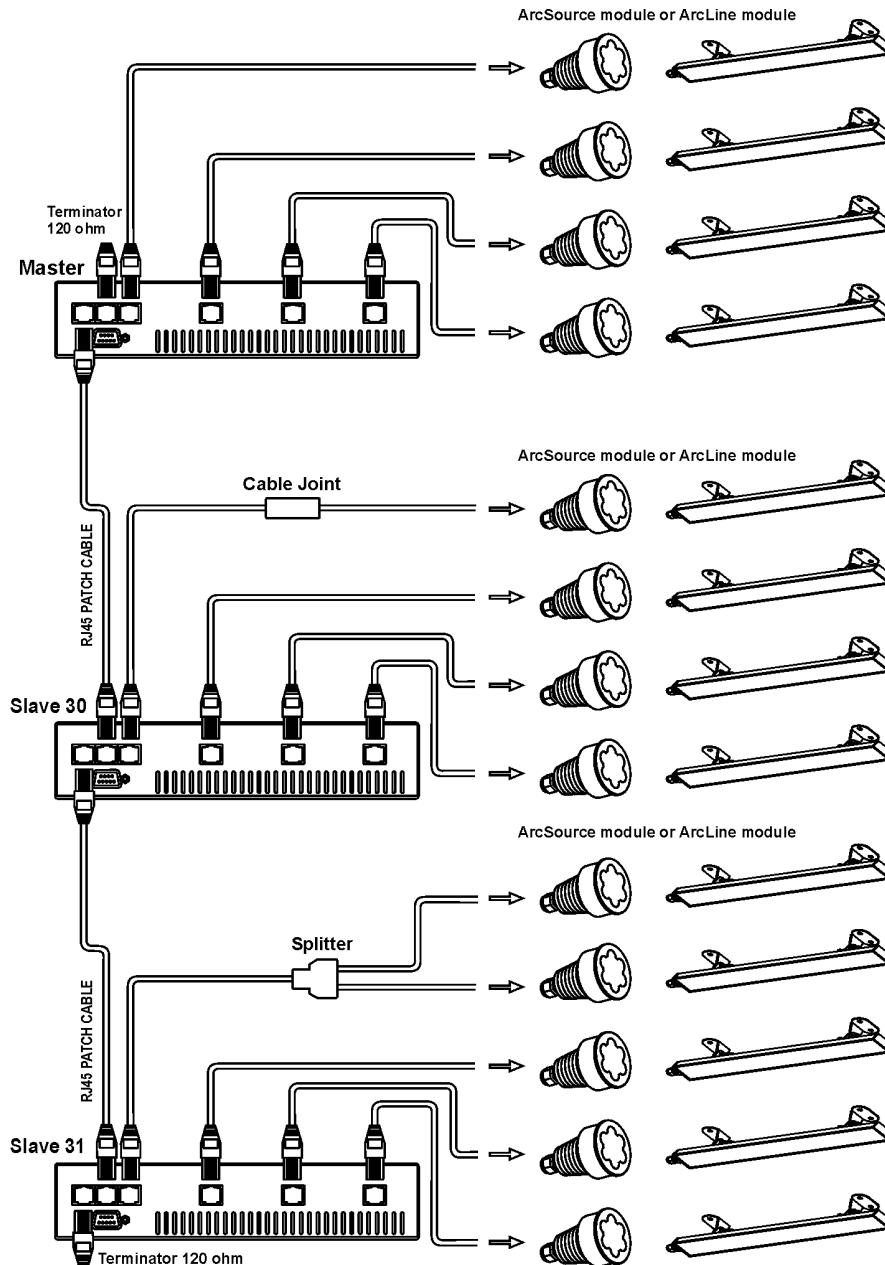 ArcSource module or ArcLine module
Terminator
120 ohm
Master
ArcSource module or ArcLine module
Cable Joint
RJ45 PATCH CABLE
Slave 30
ArcSource module or ArcLine module
Splitter
RJ45 PATCH CABLE
Slave 31
Terminator 120 ohm